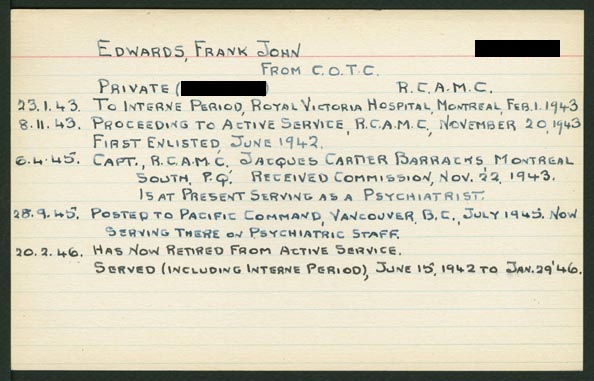 EDWARDS, FRANK JOHN
FROM C.O.T.C.
PRIVATE ( ) R.C.A.M.C.
23.1.43. TO INTERNE PERIOD, ROYAL VICTORIA HOSPITAL, MONTREAL, FEB.1.1943
8.11.43. PROCEEDING TO ACTIVE SERVICE, R.C.A.M.C, NOVEMBER 20, 1943
FIRST ENLISTED, JUNE 1942.
6.4.45. CAPT., R.C.A.M.C. JACQUES CARTIER BARRACKS, MONTREAL
SOUTH, P.Q. RECEIVED COMMISSION, NOV. 22, 1943.
IS AT PRESENT SERVING AS A PSYCHIATRIST.
28.9.45. POSTED TO PACIFIC COMMAND, VANCOUVER, B.C., JULY 1945. NOW
SERVING THERE ON PSYCHIATRIC STAFF.
20.2.46. HAS NOW RETIRED FROM ACTIVE SERVICE.
SERVED (INCLUDING INTERNE PERIOD), JUNE 15, 1942 TO JAN.29'46.